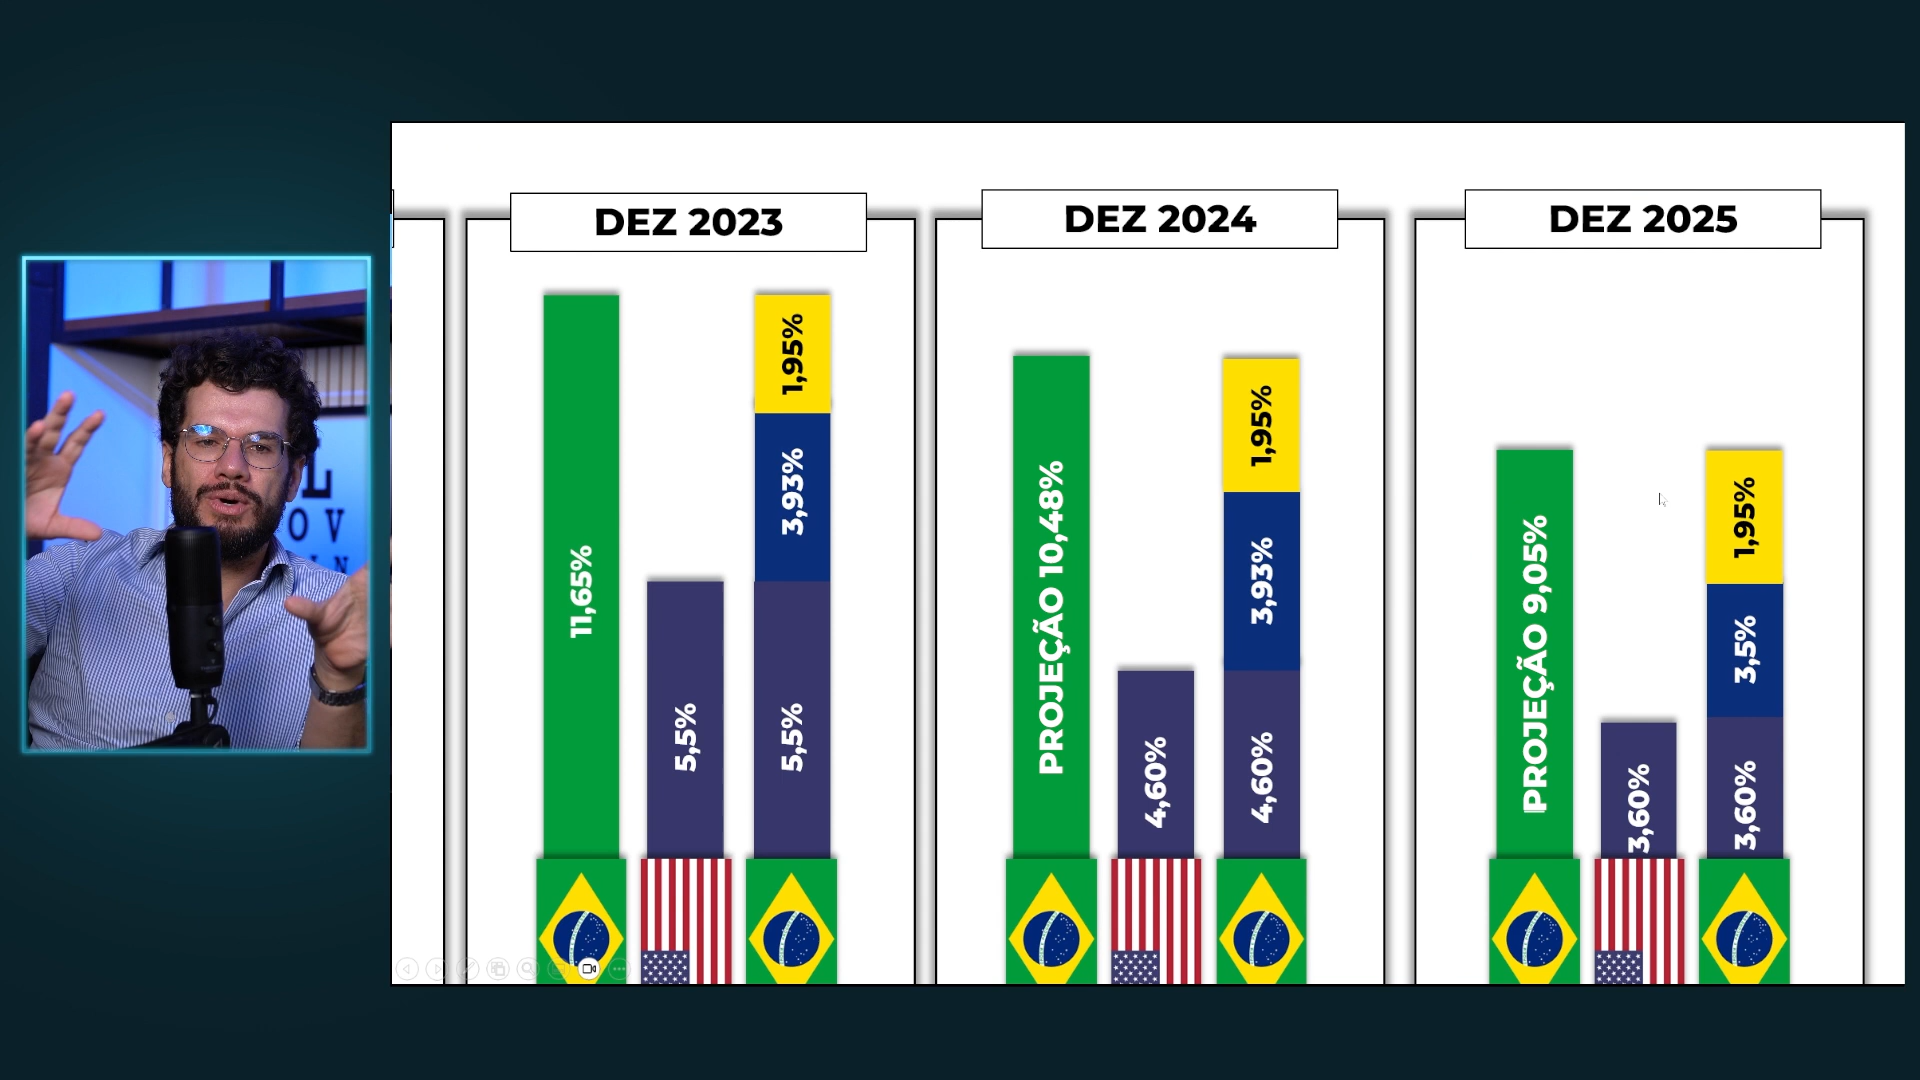 DEZ 2023
11,65%
5,5%
1,95%
3,93%
5,5%
DEZ 2024
PROJEÇÃO 10,48%
4,60%
1,95%
3,93%
4,60%
DEZ 2025
PROJEÇÃO 9,05%
3,60%
1,95%
3,5%
3,60%
L
O V